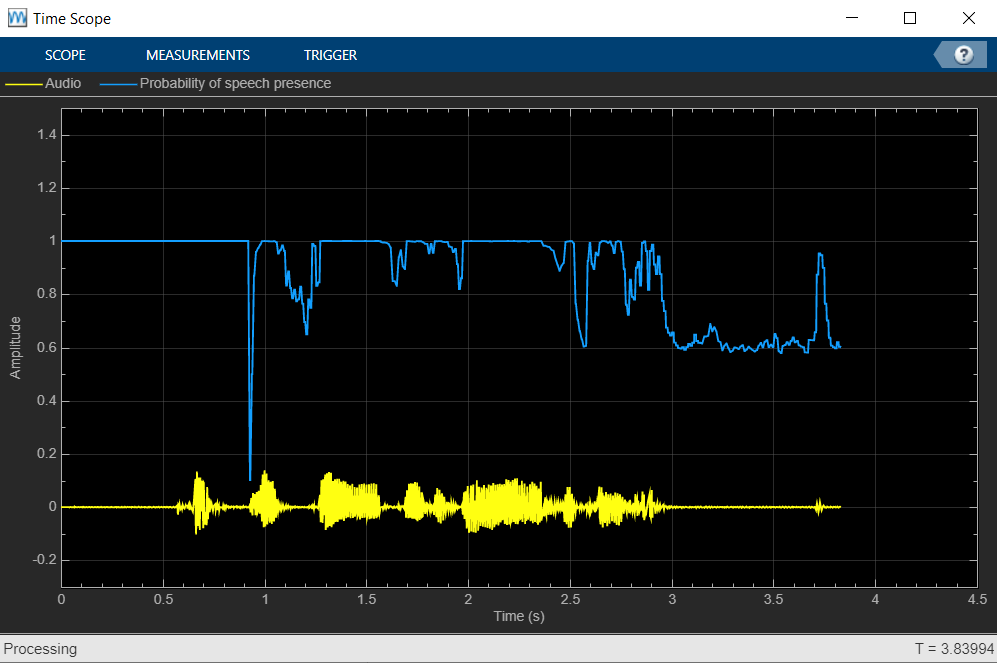 Time Scope
SCOPE MEASUREMENTS TRIGGER ?
Audio Probability of speech presence
1.4
1.2
1
0.8
0.6
0.4
0.2
0
-0.2
Amplitude
0 0.5 1 1.5 2 2.5 3 3.5 4 4.5
Time (s)
Processing T = 3.83994